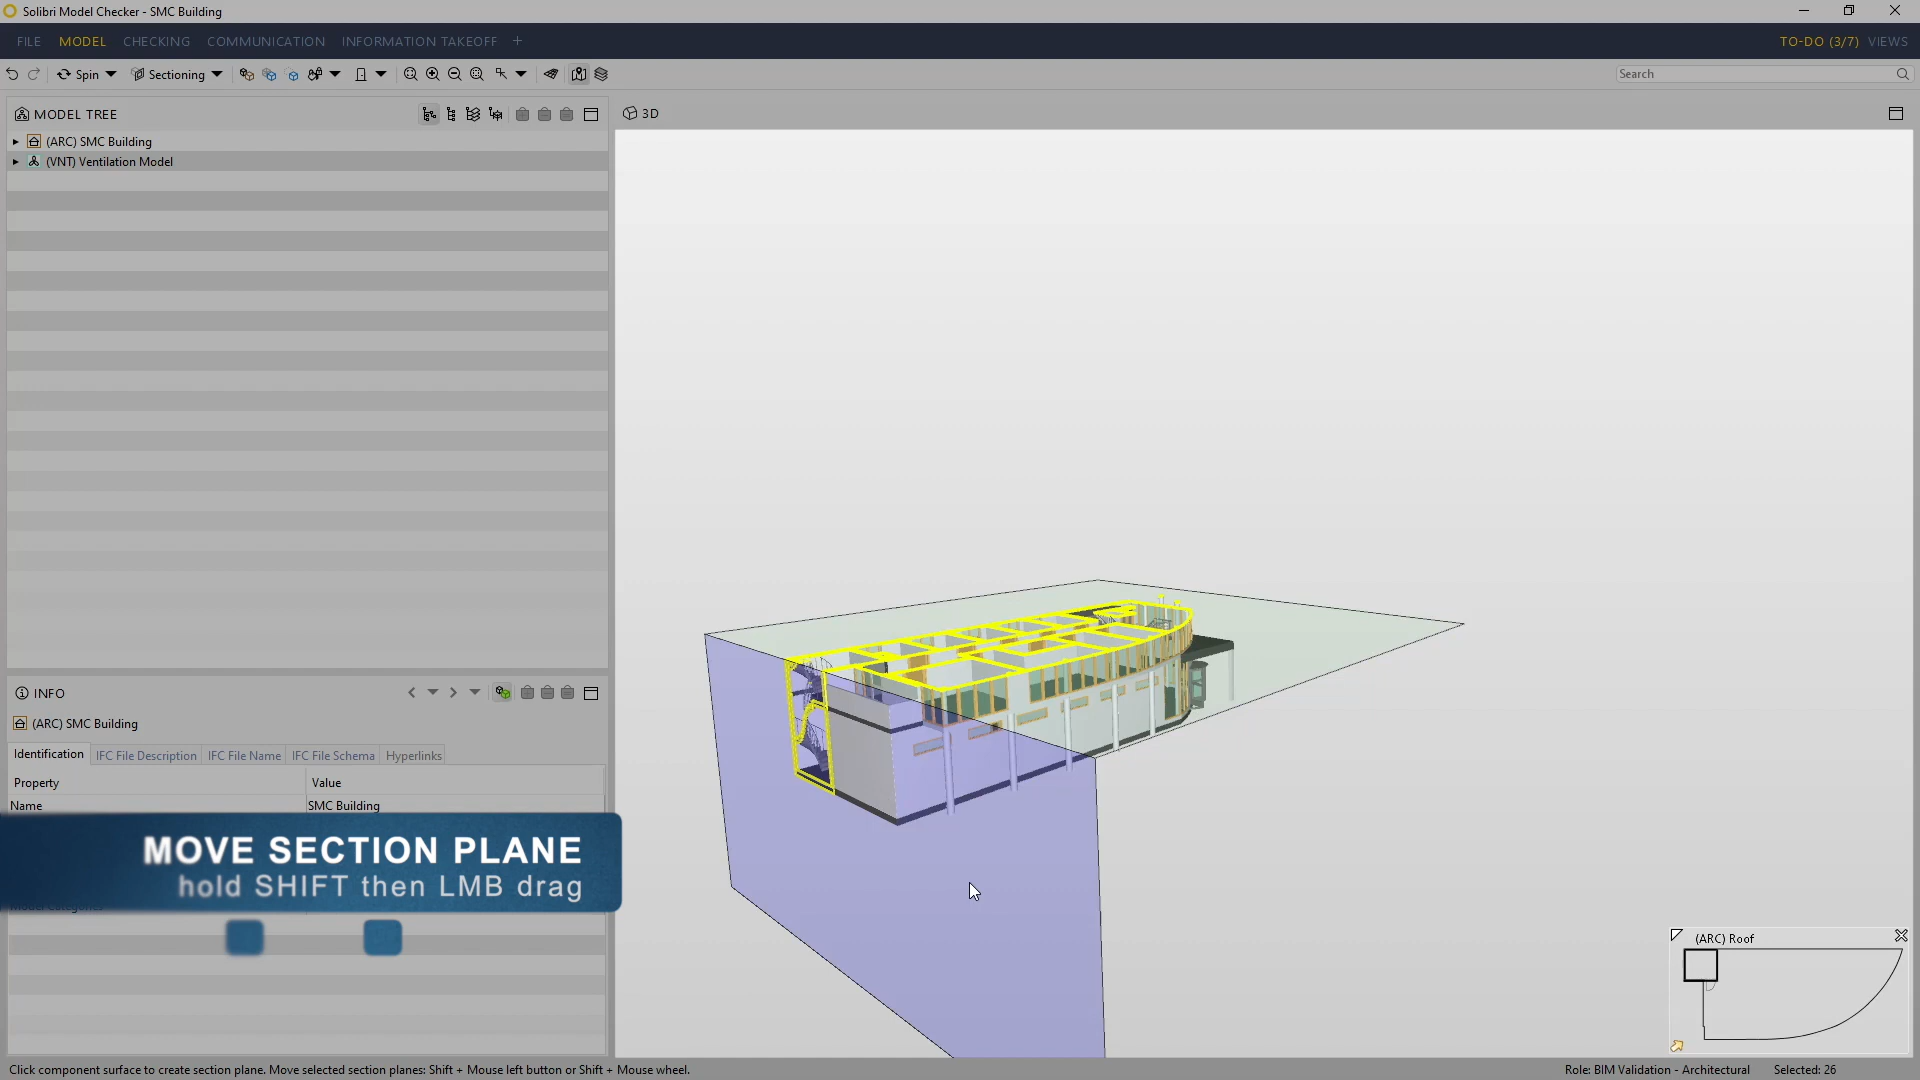 Solibri Model Checker - SMC Building
FILE MODEL CHECKING COMMUNICATION INFORMATION TAKEOFF + TO-DO (3/7) VIEWS
Spin Sectioning Search
MODEL TREE
(ARC) SMC Building
(VNT) Ventilation Model
3D
INFO
(ARC) SMC Building
Identification IFC File Description IFC File Name IFC File Schema Hyperlinks
Property Value
Name SMC Building
MOVE SECTION PLANE
hold SHIFT then LMB drag
(ARC) Roof
Click component surface to create section plane. Move selected section planes: Shift + Mouse left button or Shift + Mouse wheel.
Role: BIM Validation - Architectural Selected: 26